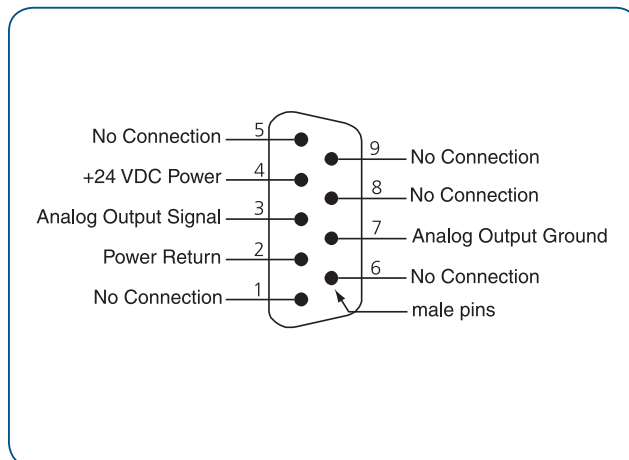 No Connection 5
+24 VDC Power 4
Analog Output Signal 3
Power Return 2
No Connection 1
9 No Connection
8 No Connection
7 Analog Output Ground
6 No Connection
male pins